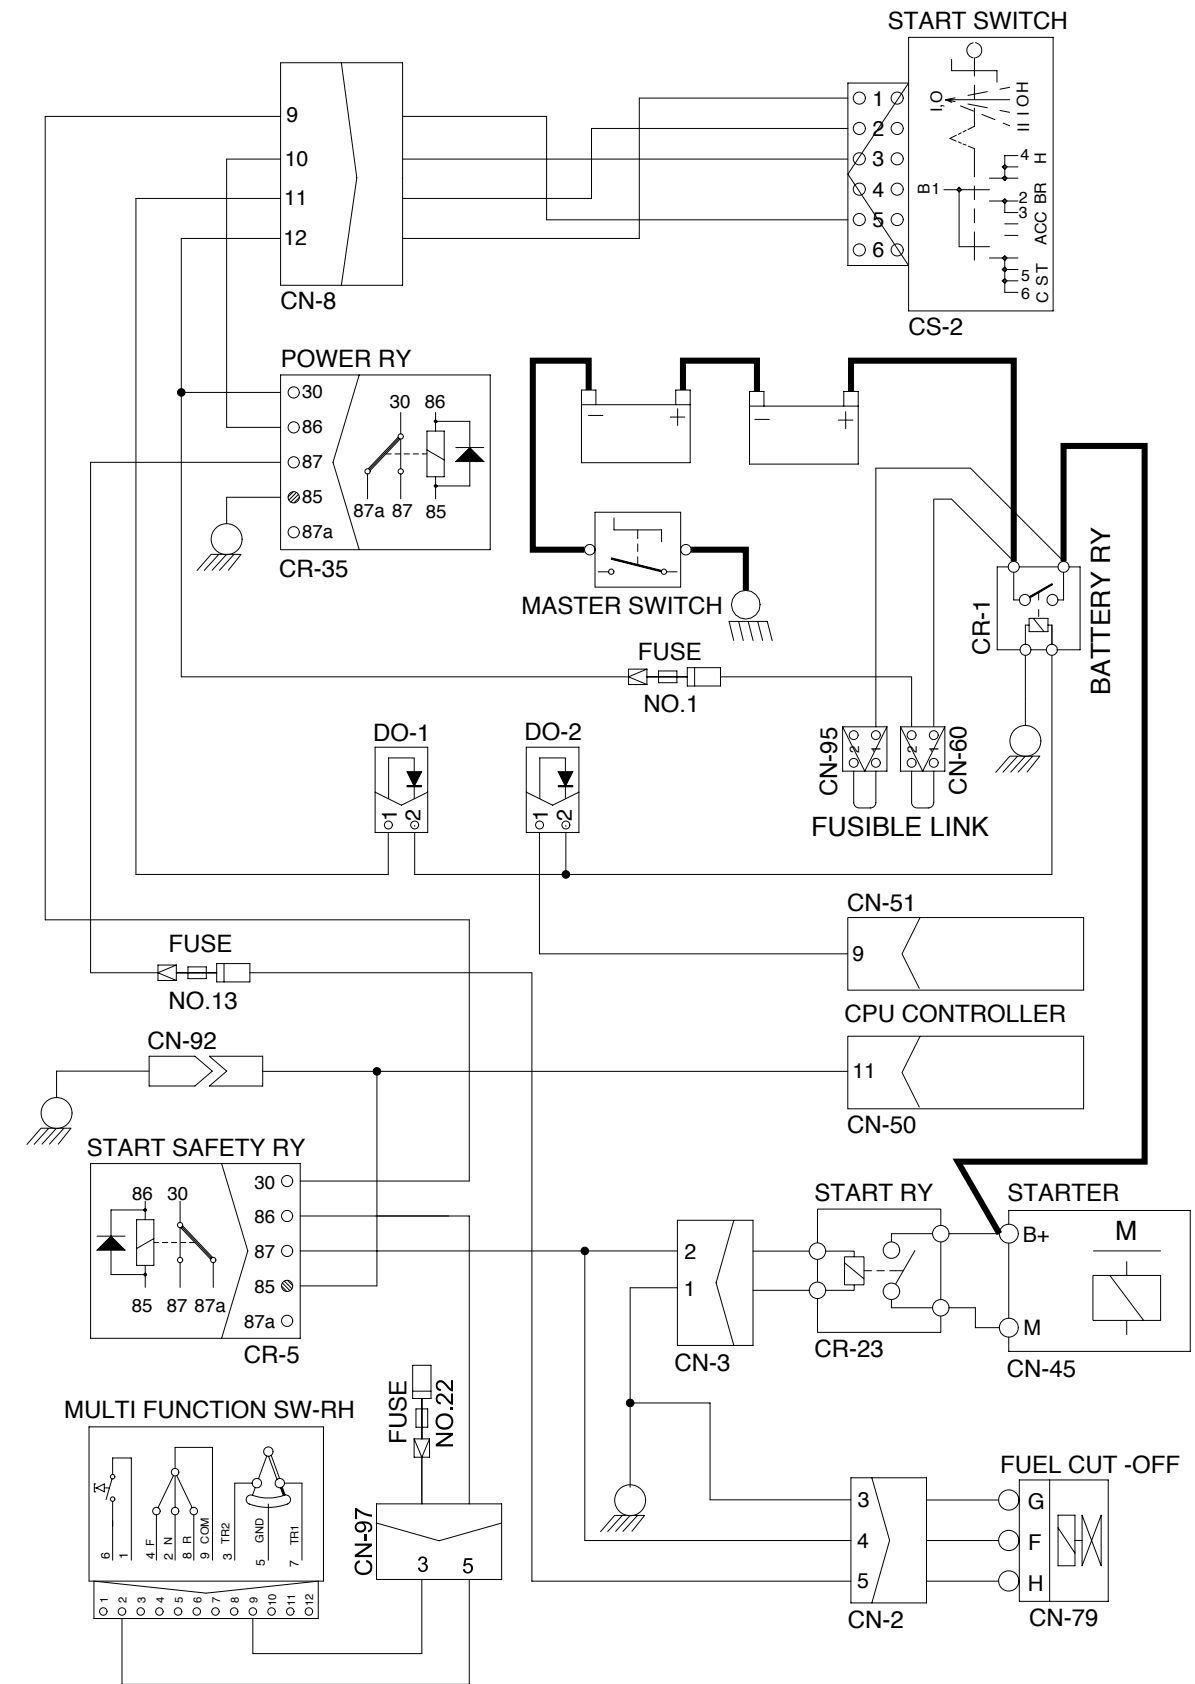 START SWITCH
I,O
H
O
I
II
1
2
3
4
5
6
B1
4 H
2 BR
3 ACC
5 ST
6 C
CS-2
9
10
11
12
CN-8
POWER RY
30
86
87
85
87a
30 86
87a 87 85
CR-35
− +
− +
MASTER SWITCH
CR-1
BATTERY RY
FUSE
NO.1
CN-95
2 1
2 1
CN-60
FUSIBLE LINK
DO-1
1 2
DO-2
1 2
CN-51
9
CPU CONTROLLER
11
CN-50
FUSE
NO.13
CN-92
START SAFETY RY
86 30
85 87 87a
30
86
87
85
87a
CR-5
2
1
CN-3
START RY
CR-23
STARTER
B+
M
M
CN-45
FUSE
NO.22
MULTI FUNCTION SW-RH
6
1
4 F
2 N
8 R
9 COM
3 TR2
5 GND
7 TR1
1 2 3 4 5 6 7 8 9 10 11 12
CN-97
3 5
3
4
5
CN-2
FUEL CUT -OFF
G
F
H
CN-79